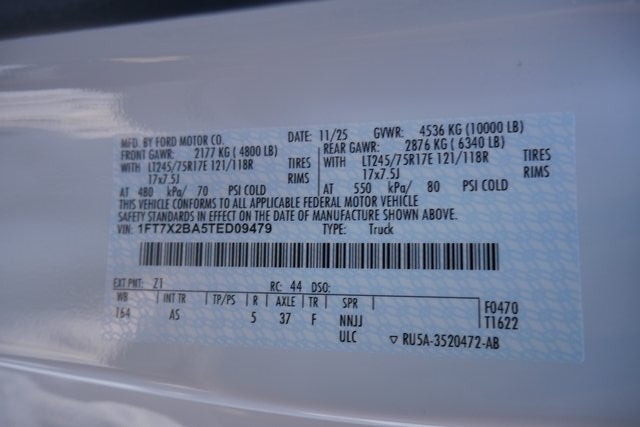 MFD. BY FORD MOTOR CO. DATE: 11/25 GVWR: 4536 KG (10000 LB)
FRONT GAWR: 2177 KG ( 4800 LB) REAR GAWR: 2876 KG ( 6340 LB)
WITH LT245/75R17E 121/118R TIRES WITH LT245/75R17E 121/118R TIRES
17x7.5J RIMS 17x7.5J RIMS
AT 480 kPa/ 70 PSI COLD AT 550 kPa/ 80 PSI COLD
THIS VEHICLE CONFORMS TO ALL APPLICABLE FEDERAL MOTOR VEHICLE
SAFETY STANDARDS IN EFFECT ON THE DATE OF MANUFACTURE SHOWN ABOVE.
VIN: 1FT7X2BA5TED09479 TYPE: Truck
EXT PNT: Z1 RC: 44 DSO:
WB INT TR TP/PS R AXLE TR SPR F0470
164 AS 5 37 F NNJJ T1622
ULC ▽ RU5A-3520472-AB